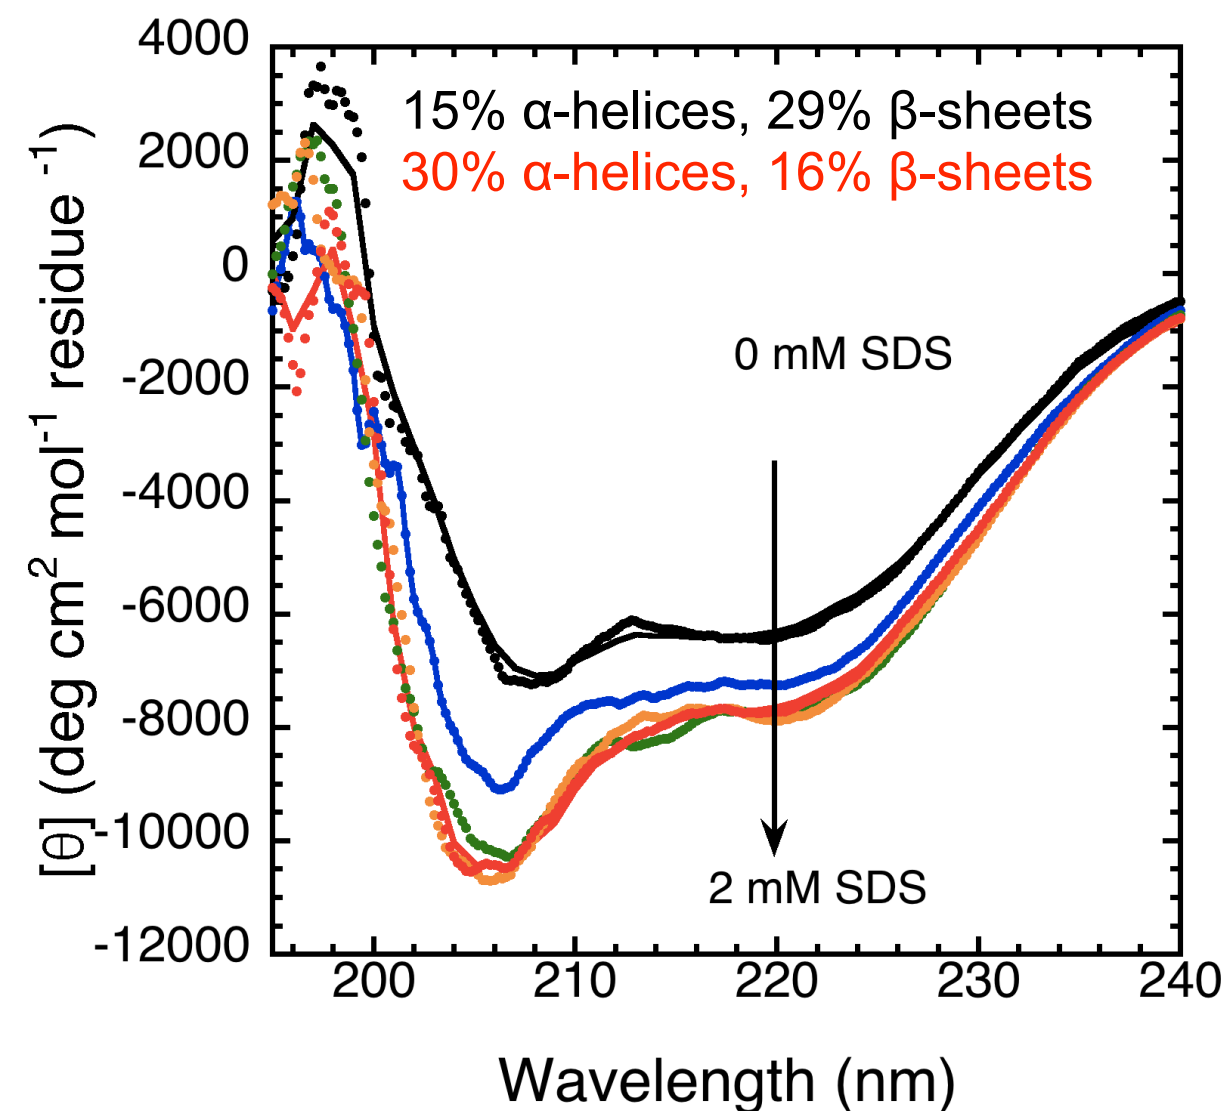 4000
2000
0
-2000
-4000
-6000
-8000
-10000
-12000
[θ] (deg cm² mol⁻¹ residue ⁻¹)
15% α-helices, 29% β-sheets
30% α-helices, 16% β-sheets
0 mM SDS
2 mM SDS
200 210 220 230 240
Wavelength (nm)